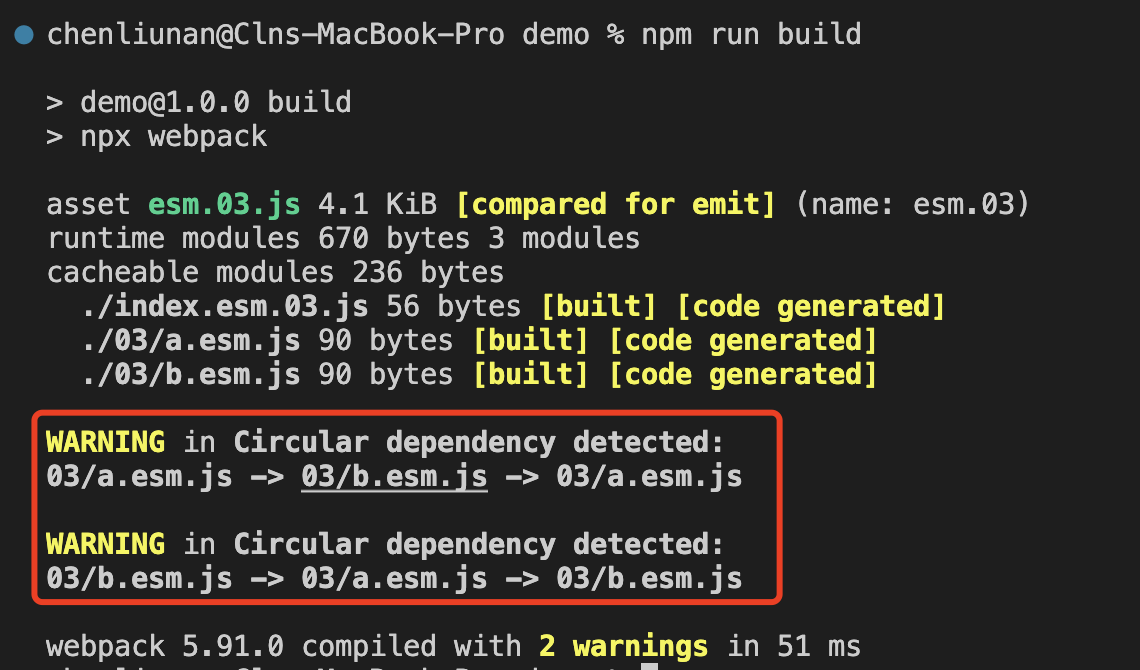 chenliunan@Clns-MacBook-Pro demo % npm run build
> demo@1.0.0 build
> npx webpack
asset esm.03.js 4.1 KiB [compared for emit] (name: esm.03)
runtime modules 670 bytes 3 modules
cacheable modules 236 bytes
./index.esm.03.js 56 bytes [built] [code generated]
./03/a.esm.js 90 bytes [built] [code generated]
./03/b.esm.js 90 bytes [built] [code generated]
WARNING in Circular dependency detected:
03/a.esm.js -> 03/b.esm.js -> 03/a.esm.js
WARNING in Circular dependency detected:
03/b.esm.js -> 03/a.esm.js -> 03/b.esm.js
webpack 5.91.0 compiled with 2 warnings in 51 ms